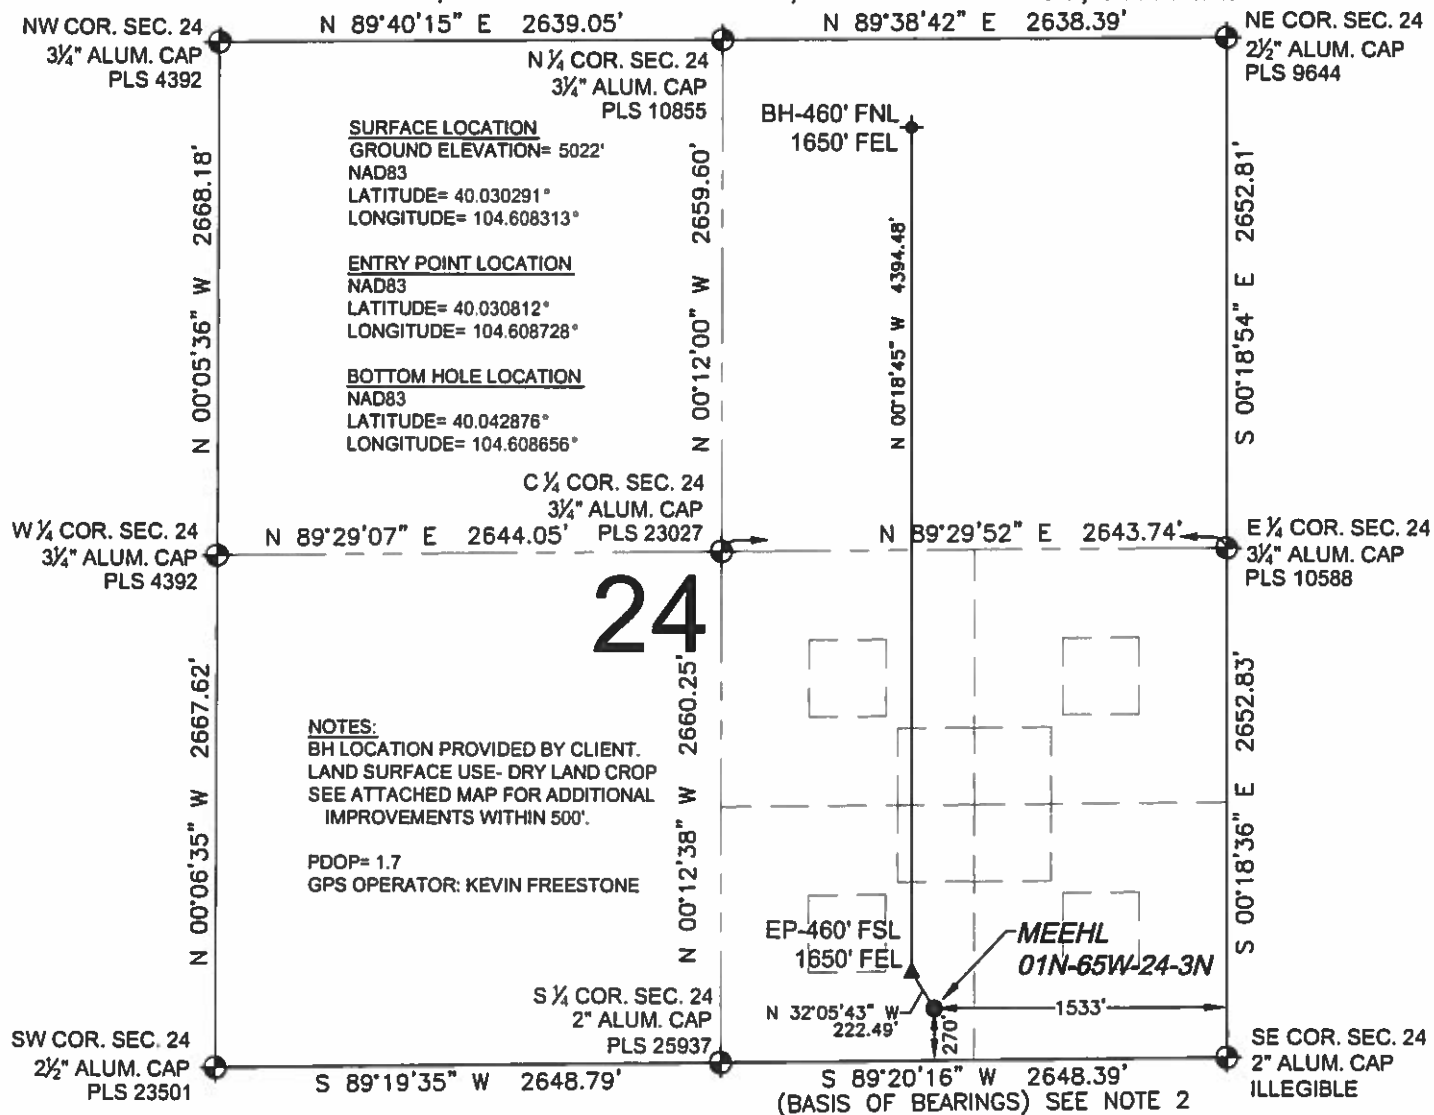 N 89°40'15" E 2639.05'
N 89°38'42" E 2638.39'
NW COR. SEC. 24
3¼" ALUM. CAP
PLS 4392
N ¼ COR. SEC. 24
3¼" ALUM. CAP
PLS 10855
NE COR. SEC. 24
2½" ALUM. CAP
PLS 9644
SURFACE LOCATION
GROUND ELEVATION= 5022'
NAD83
LATITUDE= 40.030291°
LONGITUDE= 104.608313°
ENTRY POINT LOCATION
NAD83
LATITUDE= 40.030812°
LONGITUDE= 104.608728°
BOTTOM HOLE LOCATION
NAD83
LATITUDE= 40.042876°
LONGITUDE= 104.608656°
BH-460' FNL
1650' FEL
N 00°05'36" W 2668.18'
N 00°12'00" W 2659.60'
N 00°18'45" W 4394.48'
S 00°18'54" E 2652.81'
C ¼ COR. SEC. 24
3¼" ALUM. CAP
PLS 23027
W ¼ COR. SEC. 24
3¼" ALUM. CAP
PLS 4392
N 89°29'07" E 2644.05'
N 89°29'52" E 2643.74'
E ¼ COR. SEC. 24
3¼" ALUM. CAP
PLS 10588
24
N 00°06'35" W 2667.62'
N 00°12'38" W 2660.25'
S 00°18'36" E 2652.83'
NOTES:
BH LOCATION PROVIDED BY CLIENT.
LAND SURFACE USE- DRY LAND CROP
SEE ATTACHED MAP FOR ADDITIONAL
IMPROVEMENTS WITHIN 500'.
PDOP= 1.7
GPS OPERATOR: KEVIN FREESTONE
EP-460' FSL
1650' FEL
MEEHL
01N-65W-24-3N
N 32°05'43" W
222.49'
270'
1533'
S ¼ COR. SEC. 24
2" ALUM. CAP
PLS 25937
SW COR. SEC. 24
2½" ALUM. CAP
PLS 23501
SE COR. SEC. 24
2" ALUM. CAP
ILLEGIBLE
S 89°19'35" W 2648.79'
S 89°20'16" W 2648.39'
(BASIS OF BEARINGS) SEE NOTE 2